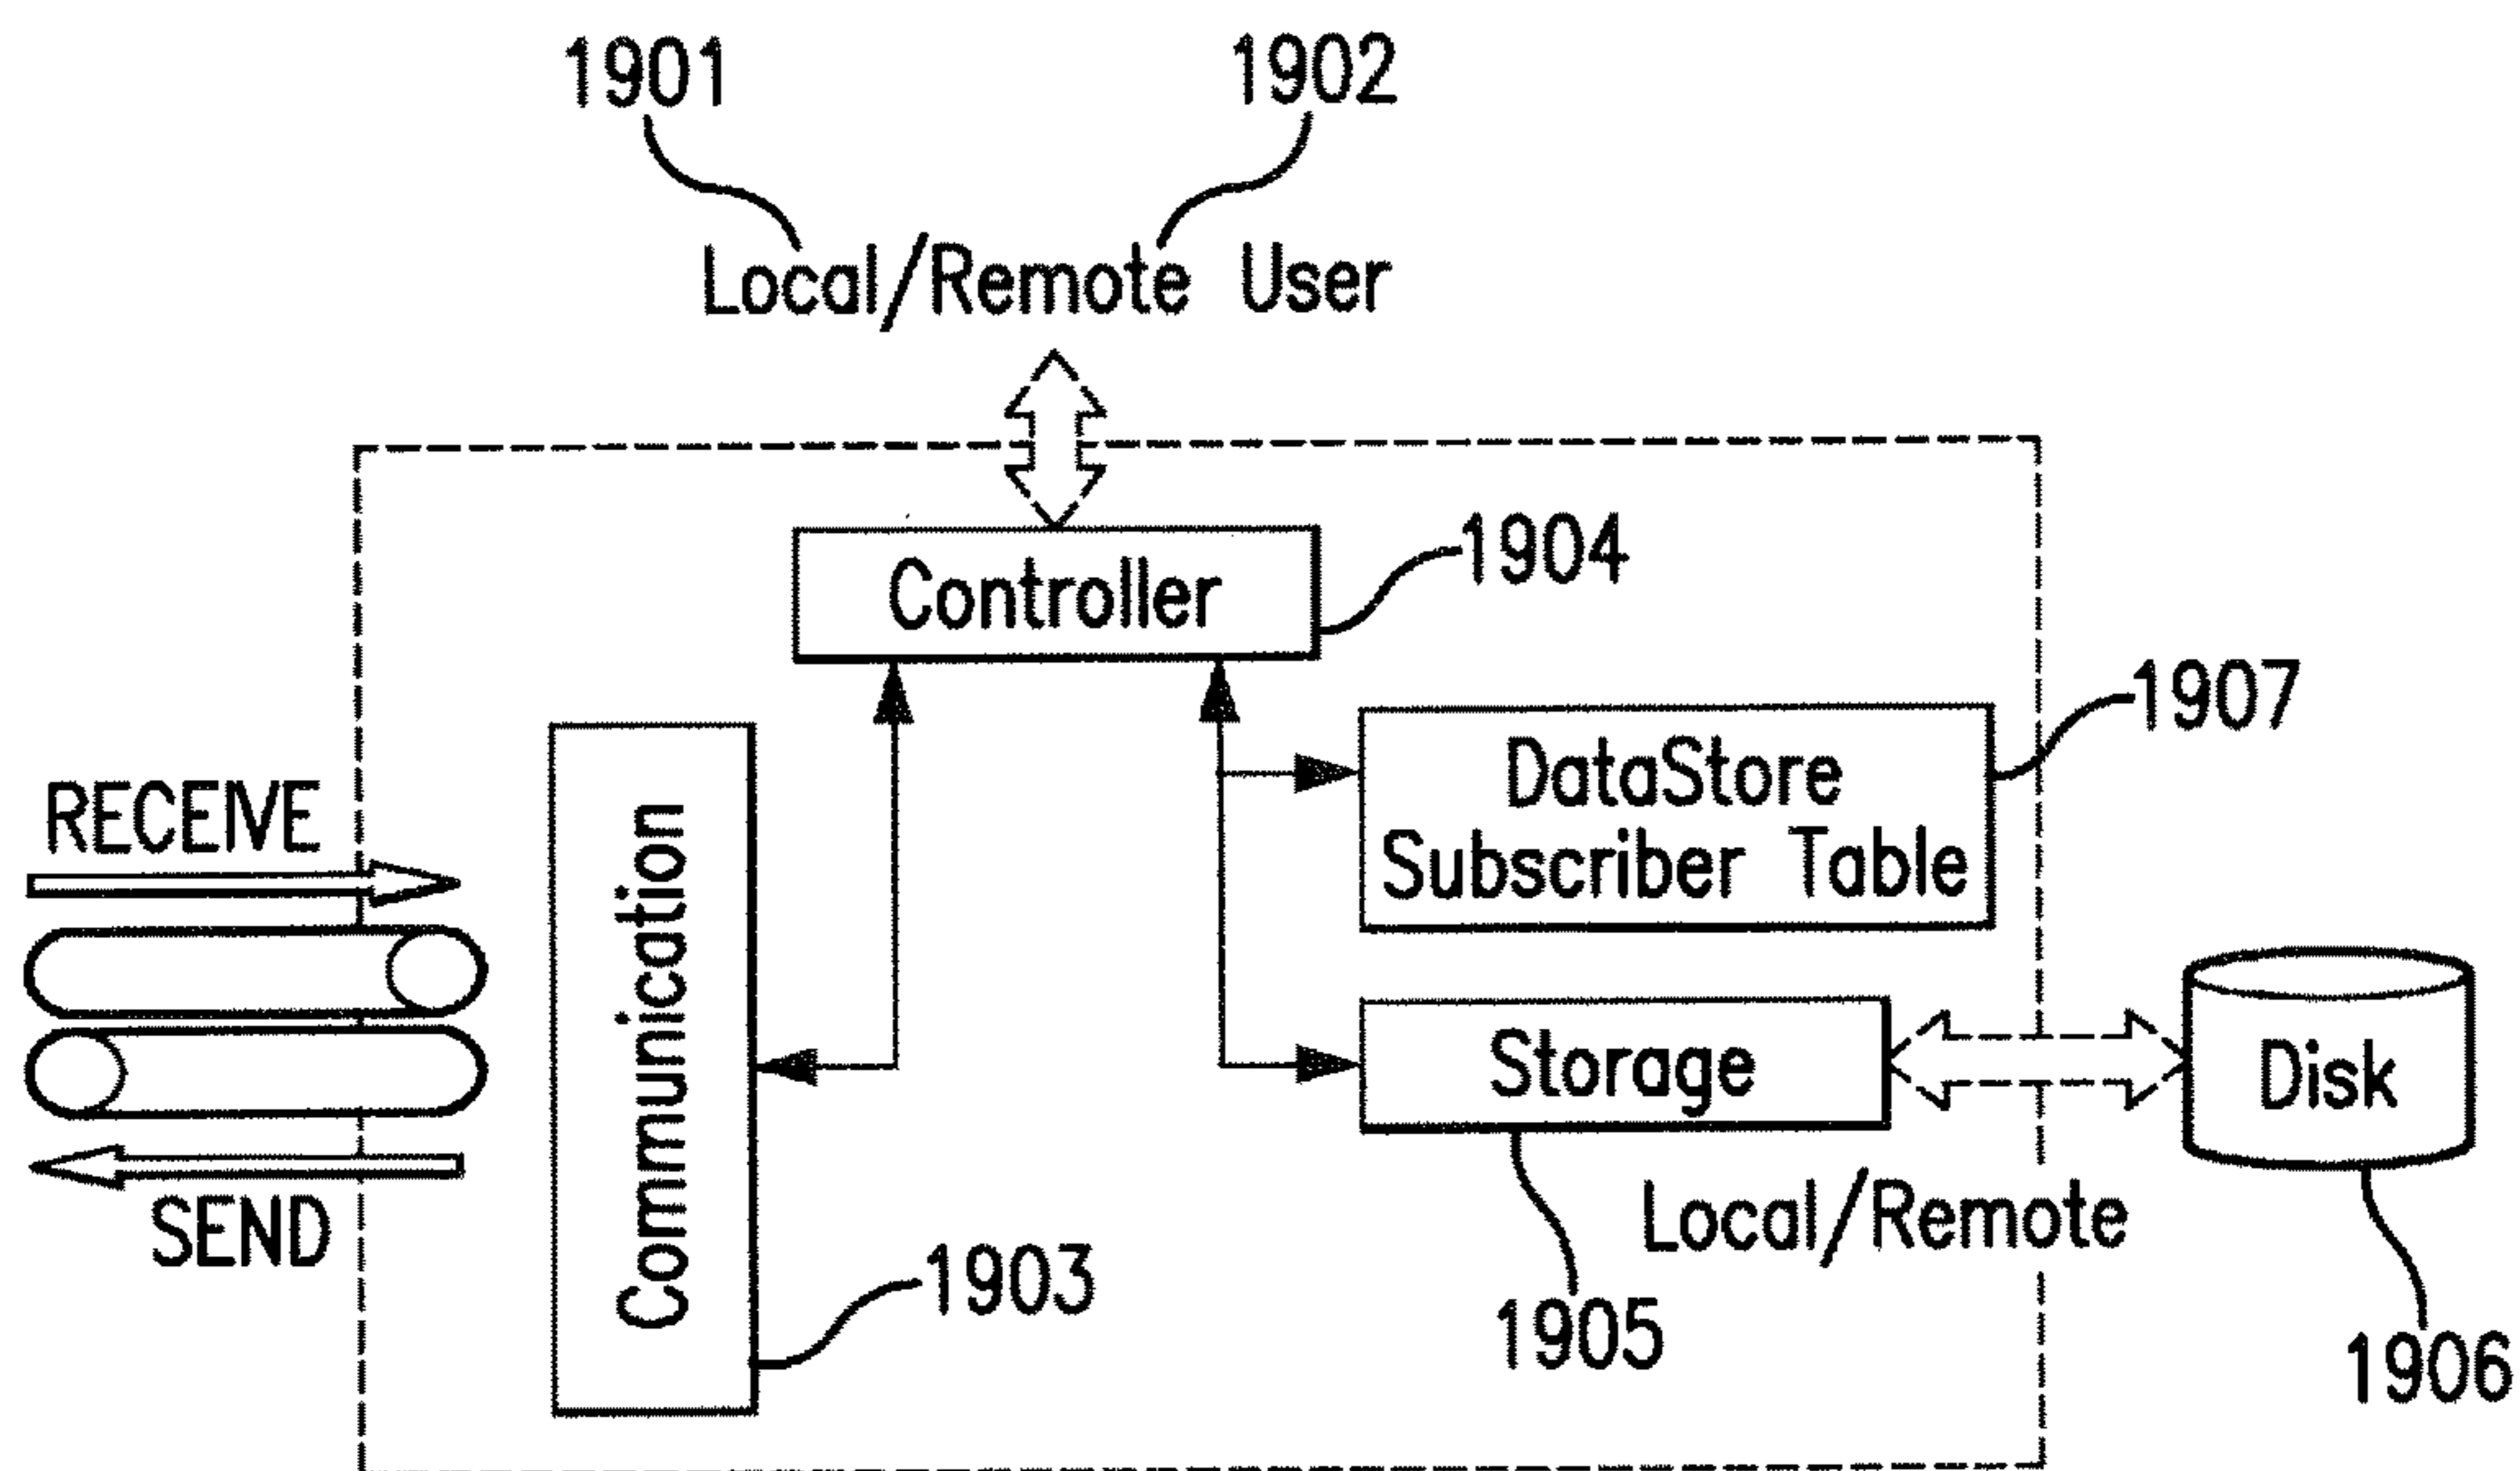 1901
1902
Local/Remote User
Controller
1904
1907
DataStore
Subscriber Table
RECEIVE
Communication
Storage
Disk
SEND
Local/Remote
1903
1905
1906